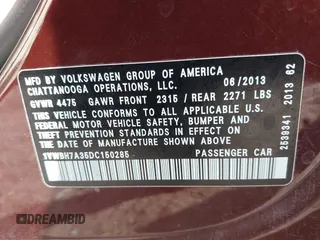 MFD BY VOLKSWAGEN GROUP OF AMERICA
CHATTANOOGA OPERATIONS, LLC. 06/2013
GVWR 4475 GAWR FRONT 2315 / REAR 2271 LBS
THIS VEHICLE CONFORMS TO ALL APPLICABLE
FEDERAL MOTOR VEHICLE SAFETY, BUMPER AND
THEFT PREVENTION STANDARDS IN EFFECT ON
THE DATE OF MANUFACTURE SHOWN ABOVE.
1VWBH7A35DC150285 PASSENGER CAR
2539341 2013 62
DREAMBID